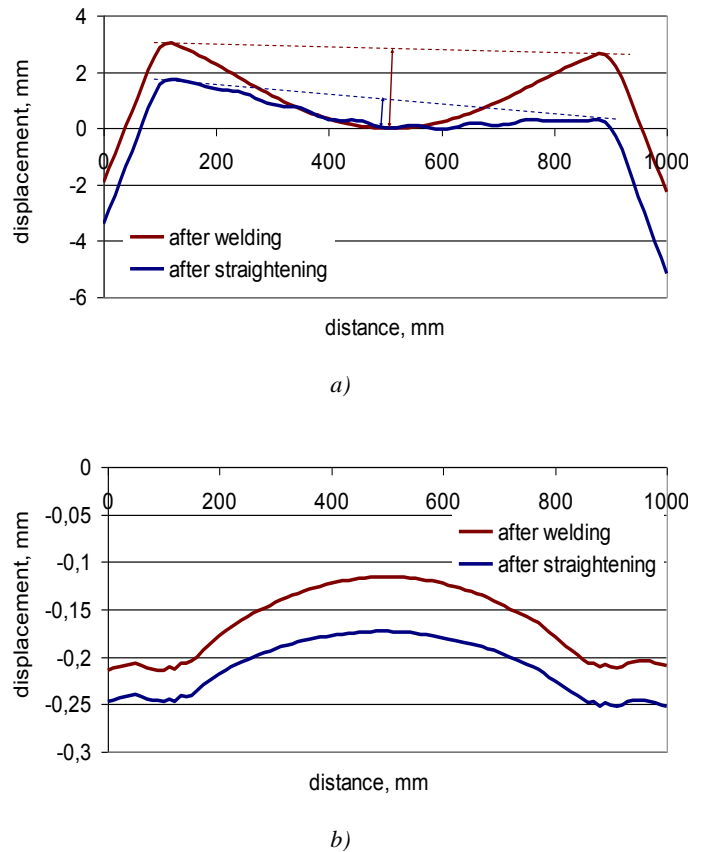 4
2
0
0 200 400 600 800 1000
-2
-4
-6
displacement, mm
after welding
after straightening
distance, mm
a)
0
0 200 400 600 800 1000
-0,05
-0,1
-0,15
-0,2
-0,25
-0,3
displacement, mm
after welding
after straightening
distance, mm
b)